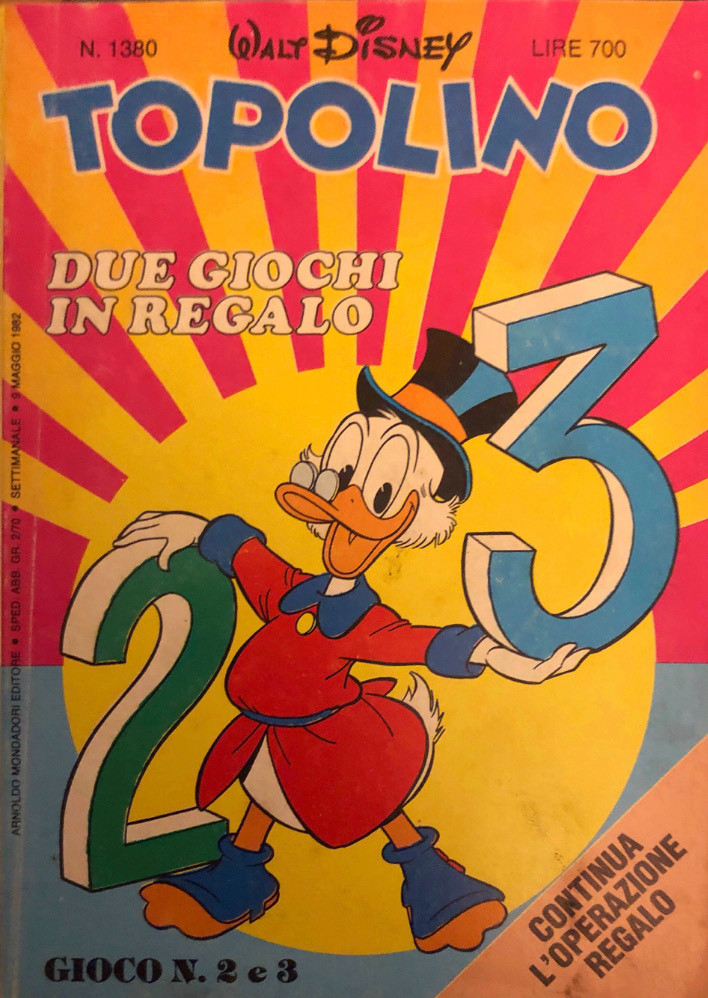 N. 1380
WALT DISNEY
LIRE 700
TOPOLINO
DUE GIOCHI
IN REGALO
ARNOLDO MONDADORI EDITORE • SPED. ABB. GR. 2/70 • SETTIMANALE • 9 MAGGIO 1982
3
2
CONTINUA
L'OPERAZIONE
REGALO
GIOCO N. 2 e 3